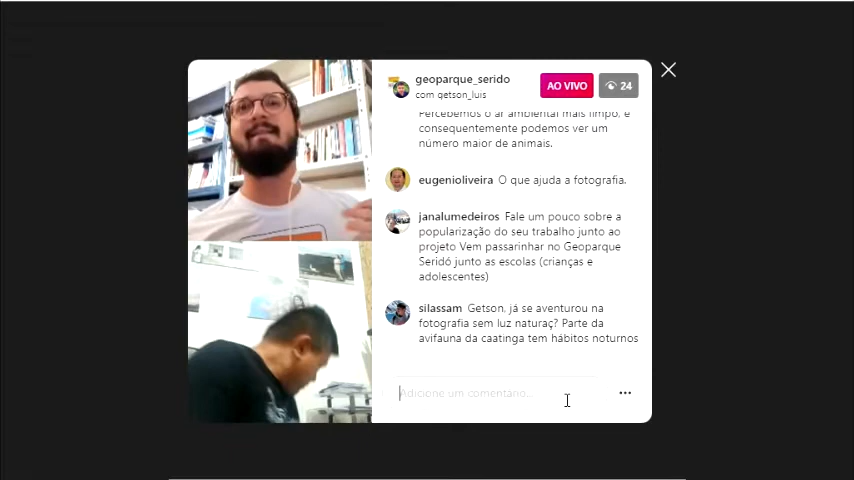 geoparque_serido
com getson_luis
AO VIVO
24
Percebemos o ar ambiental mais limpo, e
consequentemente podemos ver um
número maior de animais.
eugenioliveira O que ajuda a fotografia.
janalumedeiros Fale um pouco sobre a
popularização do seu trabalho junto ao
projeto Vem passarinhar no Geoparque
Seridó junto as escolas (crianças e
adolescentes)
silassam Getson, já se aventurou na
fotografia sem luz naturaç? Parte da
avifauna da caatinga tem hábitos noturnos
Adicione um comentário...